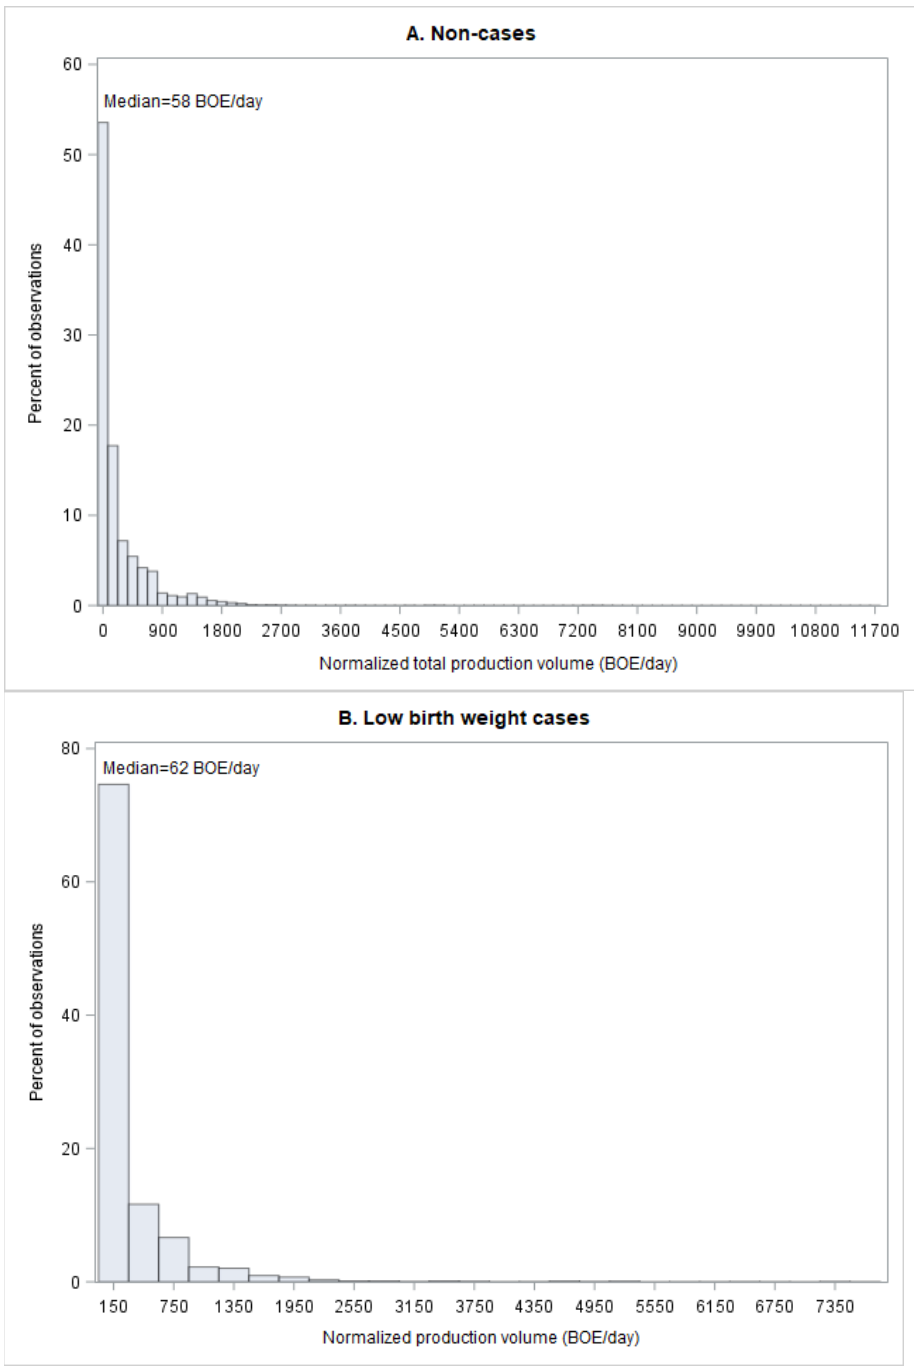 A. Non-cases
60
Median=58 BOE/day
50
40
30
20
10
0
Percent of observations
0 900 1800 2700 3600 4500 5400 6300 7200 8100 9000 9900 10800 11700
Normalized total production volume (BOE/day)
B. Low birth weight cases
80
Median=62 BOE/day
60
40
20
0
Percent of observations
150 750 1350 1950 2550 3150 3750 4350 4950 5550 6150 6750 7350
Normalized production volume (BOE/day)